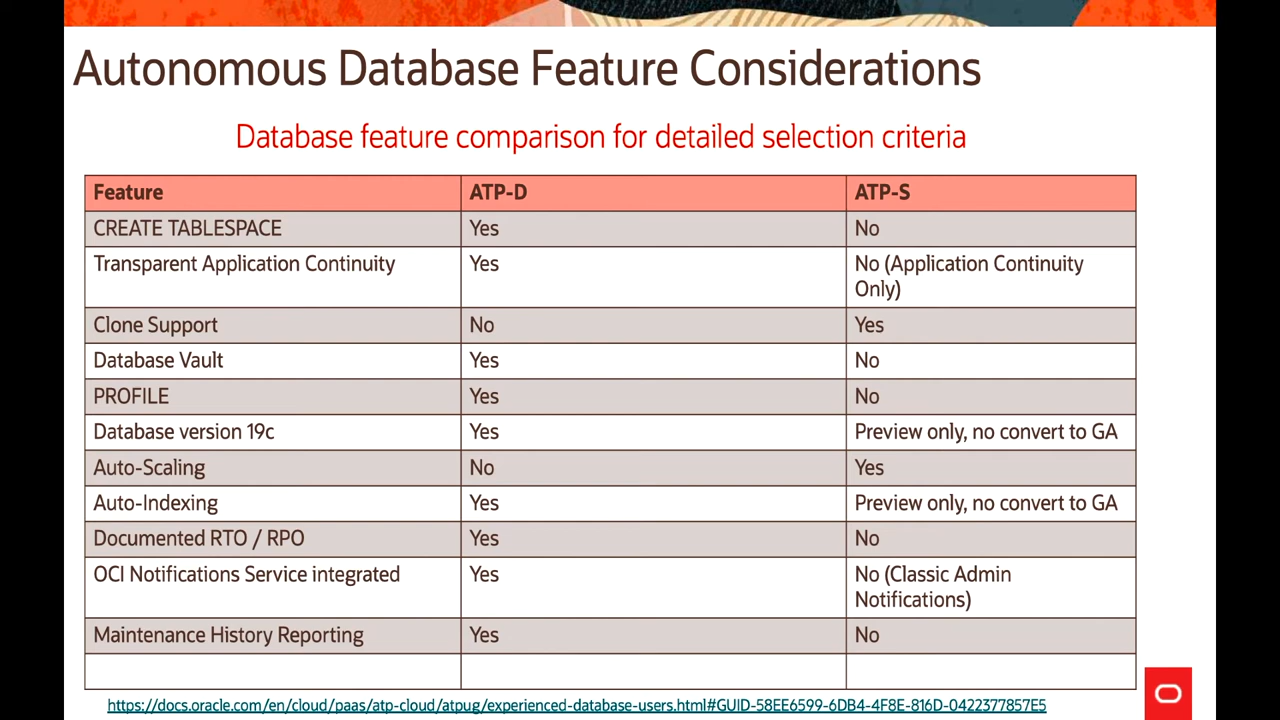 Autonomous Database Feature Considerations
Database feature comparison for detailed selection criteria
Feature ATP-D ATP-S
CREATE TABLESPACE Yes No
Transparent Application Continuity Yes No (Application Continuity
Only)
Clone Support No Yes
Database Vault Yes No
PROFILE Yes No
Database version 19c Yes Preview only, no convert to GA
Auto-Scaling No Yes
Auto-Indexing Yes Preview only, no convert to GA
Documented RTO / RPO Yes No
OCI Notifications Service integrated Yes No (Classic Admin
Notifications)
Maintenance History Reporting Yes No
https://docs.oracle.com/en/cloud/paas/atp-cloud/atpug/experienced-database-users.html#GUID-58EE6599-6DB4-4F8E-816D-0422377857E5